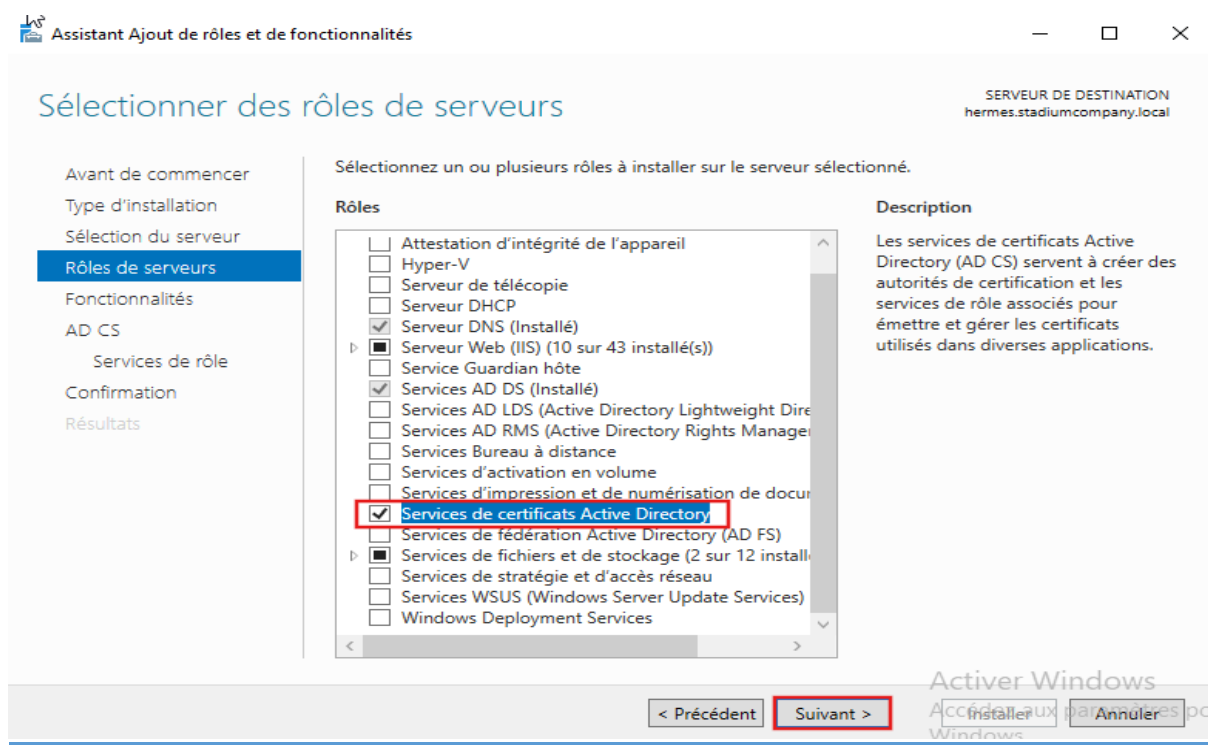 Assistant Ajout de rôles et de fonctionnalités
Sélectionner des rôles de serveurs
SERVEUR DE DESTINATION
hermes.stadiumcompany.local
Avant de commencer
Type d'installation
Sélection du serveur
Rôles de serveurs
Fonctionnalités
AD CS
Services de rôle
Confirmation
Résultats
Sélectionnez un ou plusieurs rôles à installer sur le serveur sélectionné.
Rôles
Attestation d'intégrité de l'appareil
Hyper-V
Serveur de télécopie
Serveur DHCP
Serveur DNS (Installé)
Serveur Web (IIS) (10 sur 43 installé(s))
Service Guardian hôte
Services AD DS (Installé)
Services AD LDS (Active Directory Lightweight Dire
Services AD RMS (Active Directory Rights Manage
Services Bureau à distance
Services d'activation en volume
Services d'impression et de numérisation de docu
Services de certificats Active Directory
Services de fédération Active Directory (AD FS)
Services de fichiers et de stockage (2 sur 12 install
Services de stratégie et d'accès réseau
Services WSUS (Windows Server Update Services)
Windows Deployment Services
Description
Les services de certificats Active
Directory (AD CS) servent à créer des
autorités de certification et les
services de rôle associés pour
émettre et gérer les certificats
utilisés dans diverses applications.
Activer Windows
Accédez aux paramètres po
Windows
< Précédent
Suivant >
Installer
Annuler